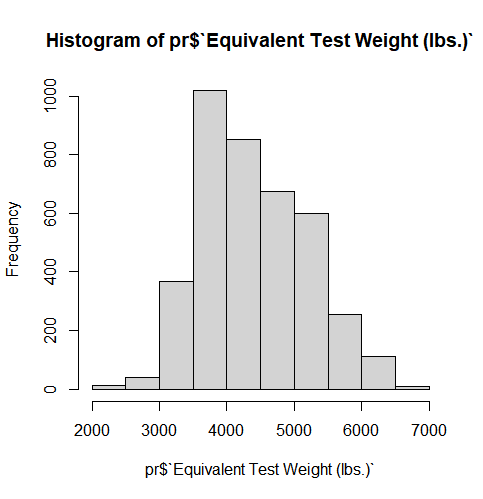 Histogram of pr$`Equivalent Test Weight (lbs.)`
1000
800
600
400
200
0
Frequency
2000 3000 4000 5000 6000 7000
pr$`Equivalent Test Weight (lbs.)`